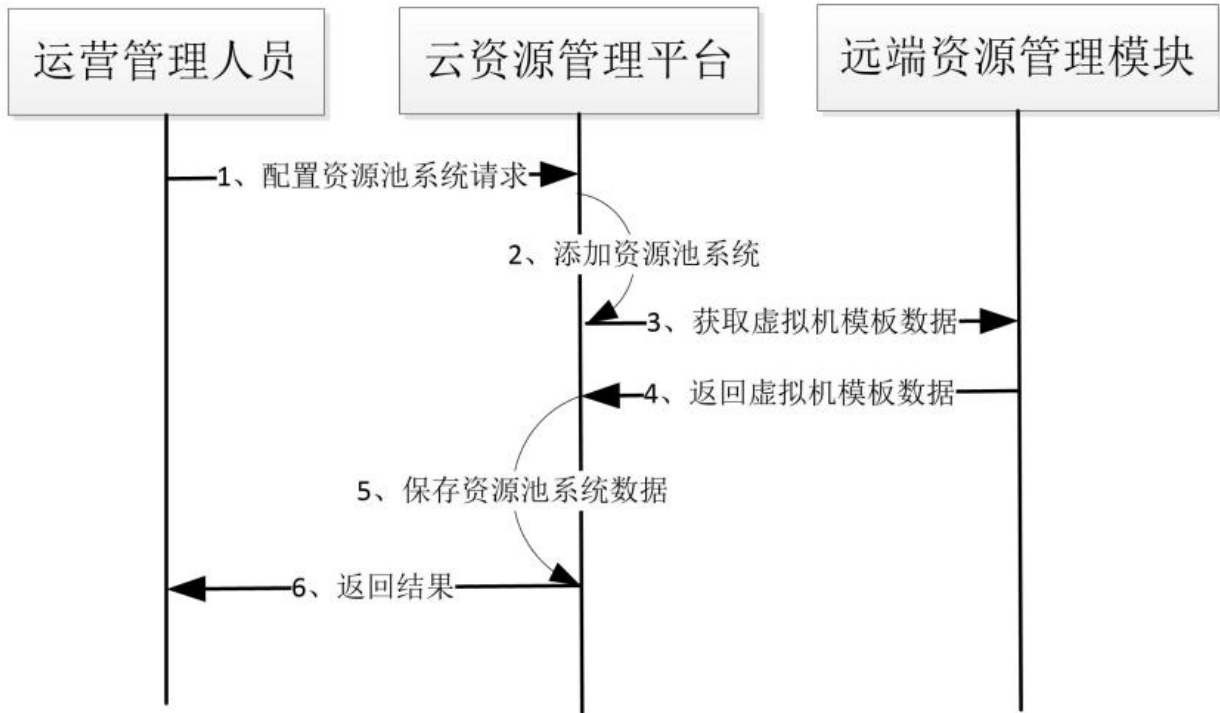 运营管理人员
云资源管理平台
远端资源管理模块
1、配置资源池系统请求
2、添加资源池系统
3、获取虚拟机模板数据
4、返回虚拟机模板数据
5、保存资源池系统数据
6、返回结果